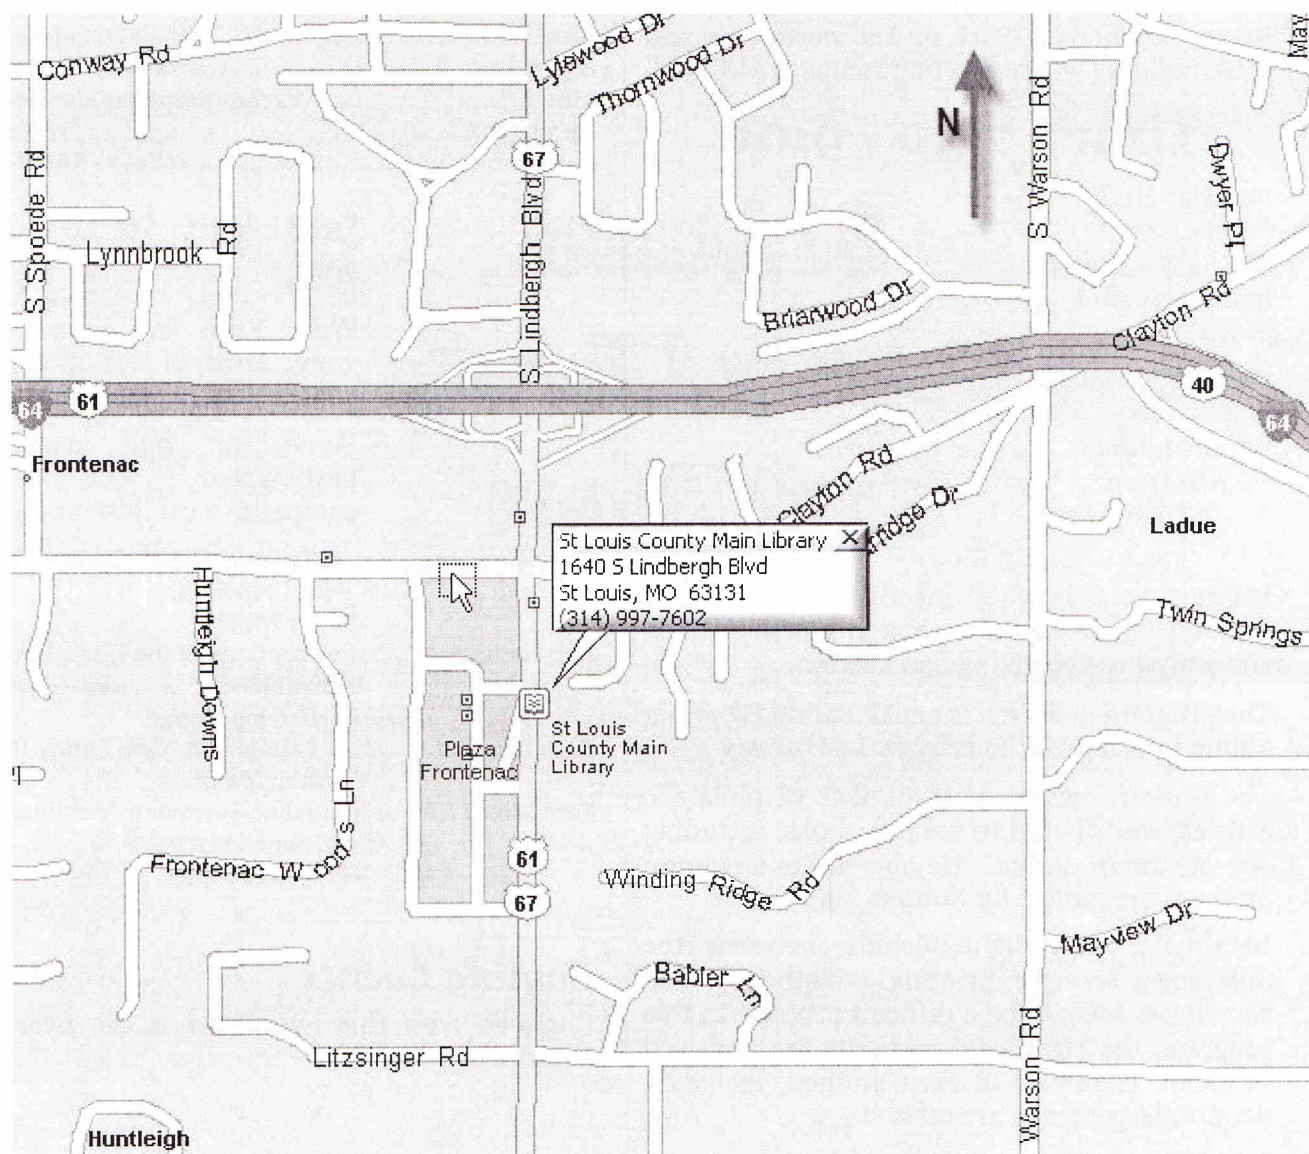 Conway Rd
Lylewood Dr
Thornwood Dr
S Warson Rd
N
67
S Spoede Rd
Lynnbrook Rd
S Lindbergh Blvd
Dwyer Pl
Briarwood Dr
Clayton Rd
64
61
40
64
Frontenac
Clayton Rd
Ladue
St Louis County Main Library
1640 S Lindbergh Blvd
St Louis, MO 63131
(314) 997-7602
Huntleigh Downs
Twin Springs
St Louis
County Main
Library
Plaza
Frontenac
Frontenac Wood's Ln
61
67
Winding Ridge Rd
Mayview Dr
Babler Ln
Litzsinger Rd
Warson Rd
Huntleigh